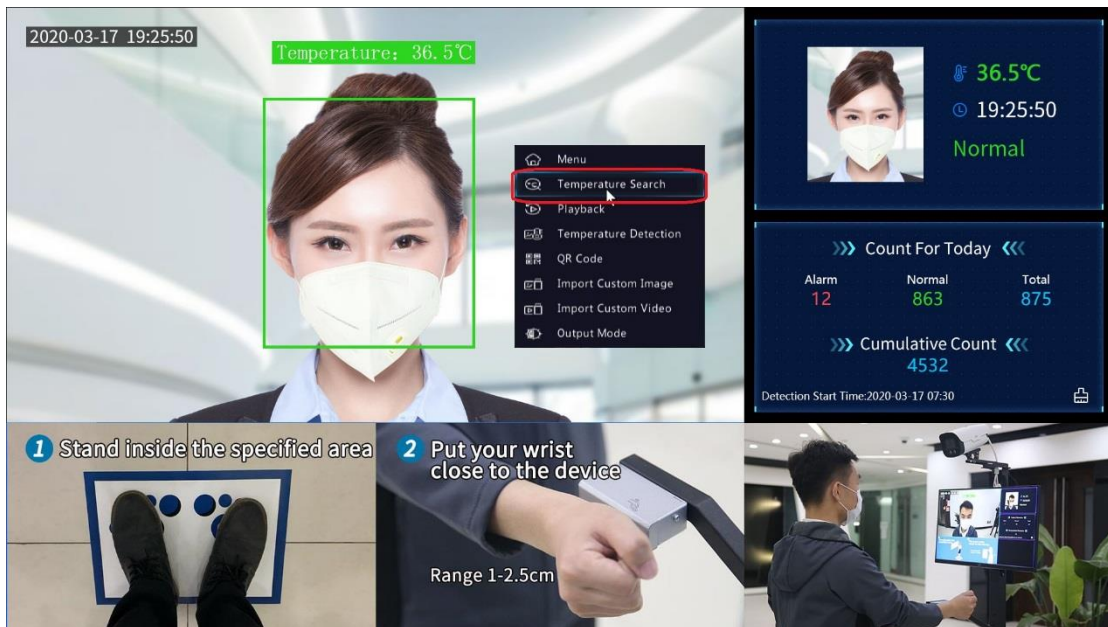 2020-03-17 19:25:50
Temperature: 36.5℃
Menu
Temperature Search
Playback
Temperature Detection
QR Code
Import Custom Image
Import Custom Video
Output Mode
36.5℃
19:25:50
Normal
Count For Today
Alarm Normal Total
12 863 875
Cumulative Count
4532
Detection Start Time:2020-03-17 07:30
1 Stand inside the specified area
2 Put your wrist
close to the device
Range 1-2.5cm